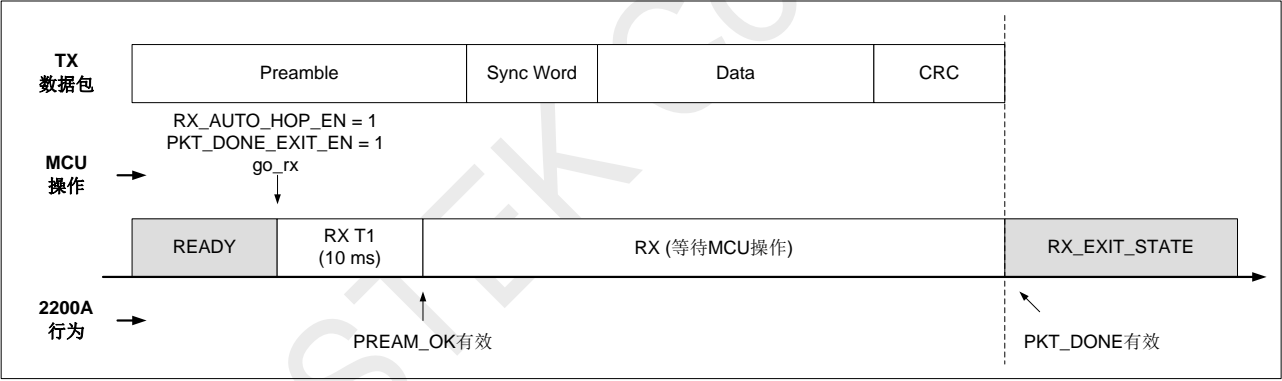 TX
数据包
Preamble
Sync Word
Data
CRC
RX_AUTO_HOP_EN = 1
PKT_DONE_EXIT_EN = 1
go_rx
MCU
操作
READY
RX T1
(10 ms)
RX (等待MCU操作)
RX_EXIT_STATE
2200A
行为
PREAM_OK有效
PKT_DONE有效